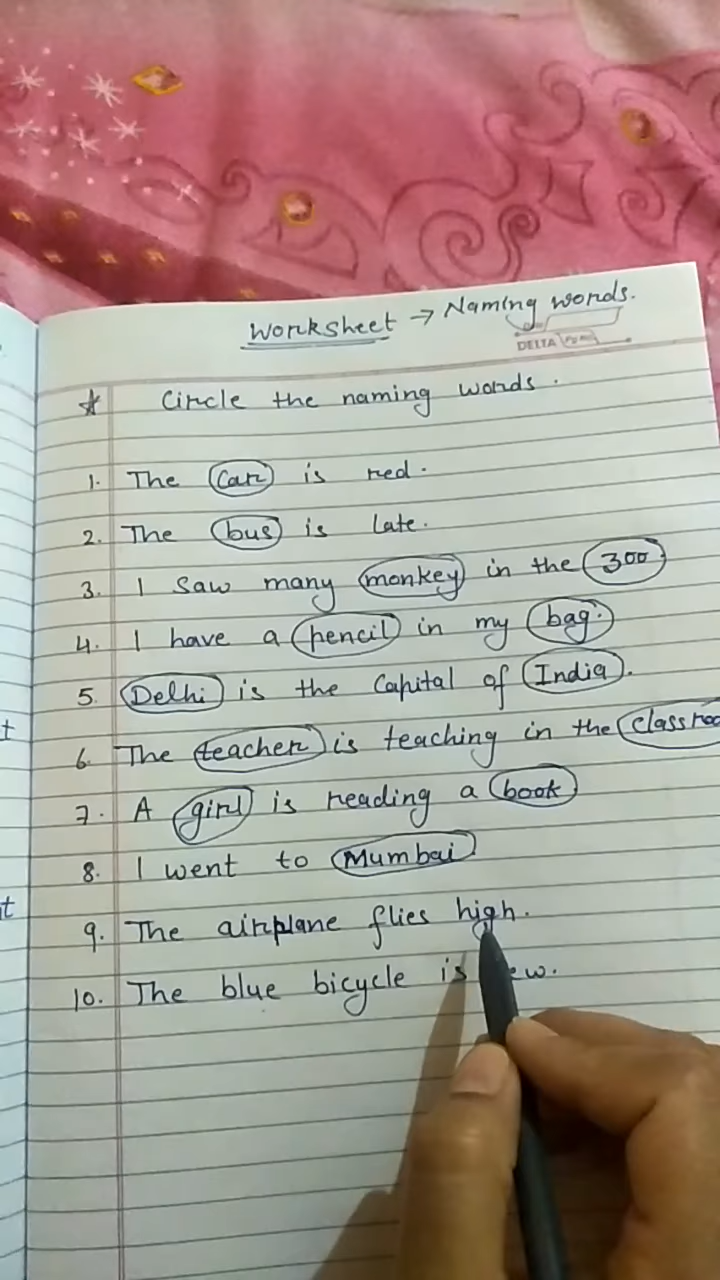 Worksheet → Naming words.
DELTA
☆ Circle the naming words.
1. The car is red.
2. The bus is late.
3. I saw many monkey in the zoo
4. I have a pencil in my bag.
5. Delhi is the capital of India.
6. The teacher is teaching in the classroo
7. A girl is reading a book
8. I went to Mumbai
9. The airplane flies high.
10. The blue bicycle is ew.
t
t